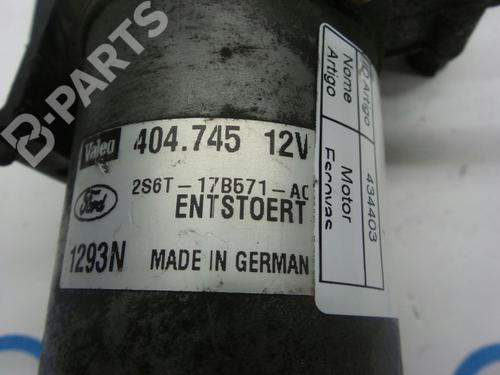 B-PARTS
Valeo 404.745 12V
Ford 2S6T-17B571-AC
ENTSTOERT
1293N MADE IN GERMAN
ID Artigo 434403
Nome Motor
Artigo Escovas